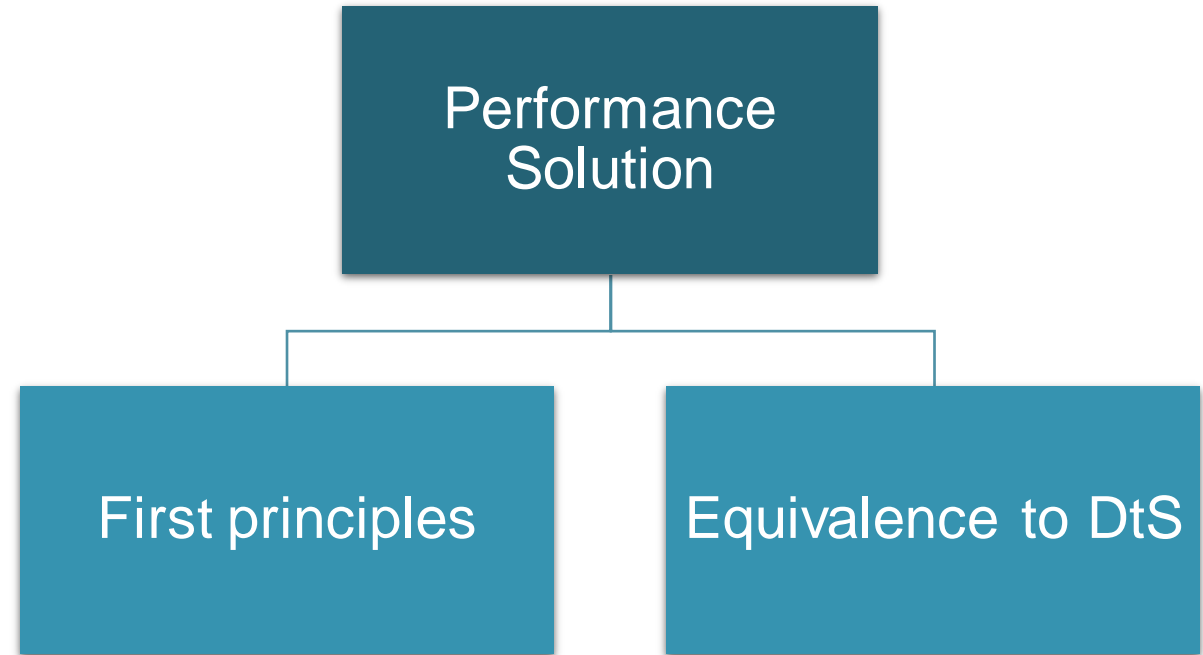 Performance
Solution
First principles
Equivalence to DtS